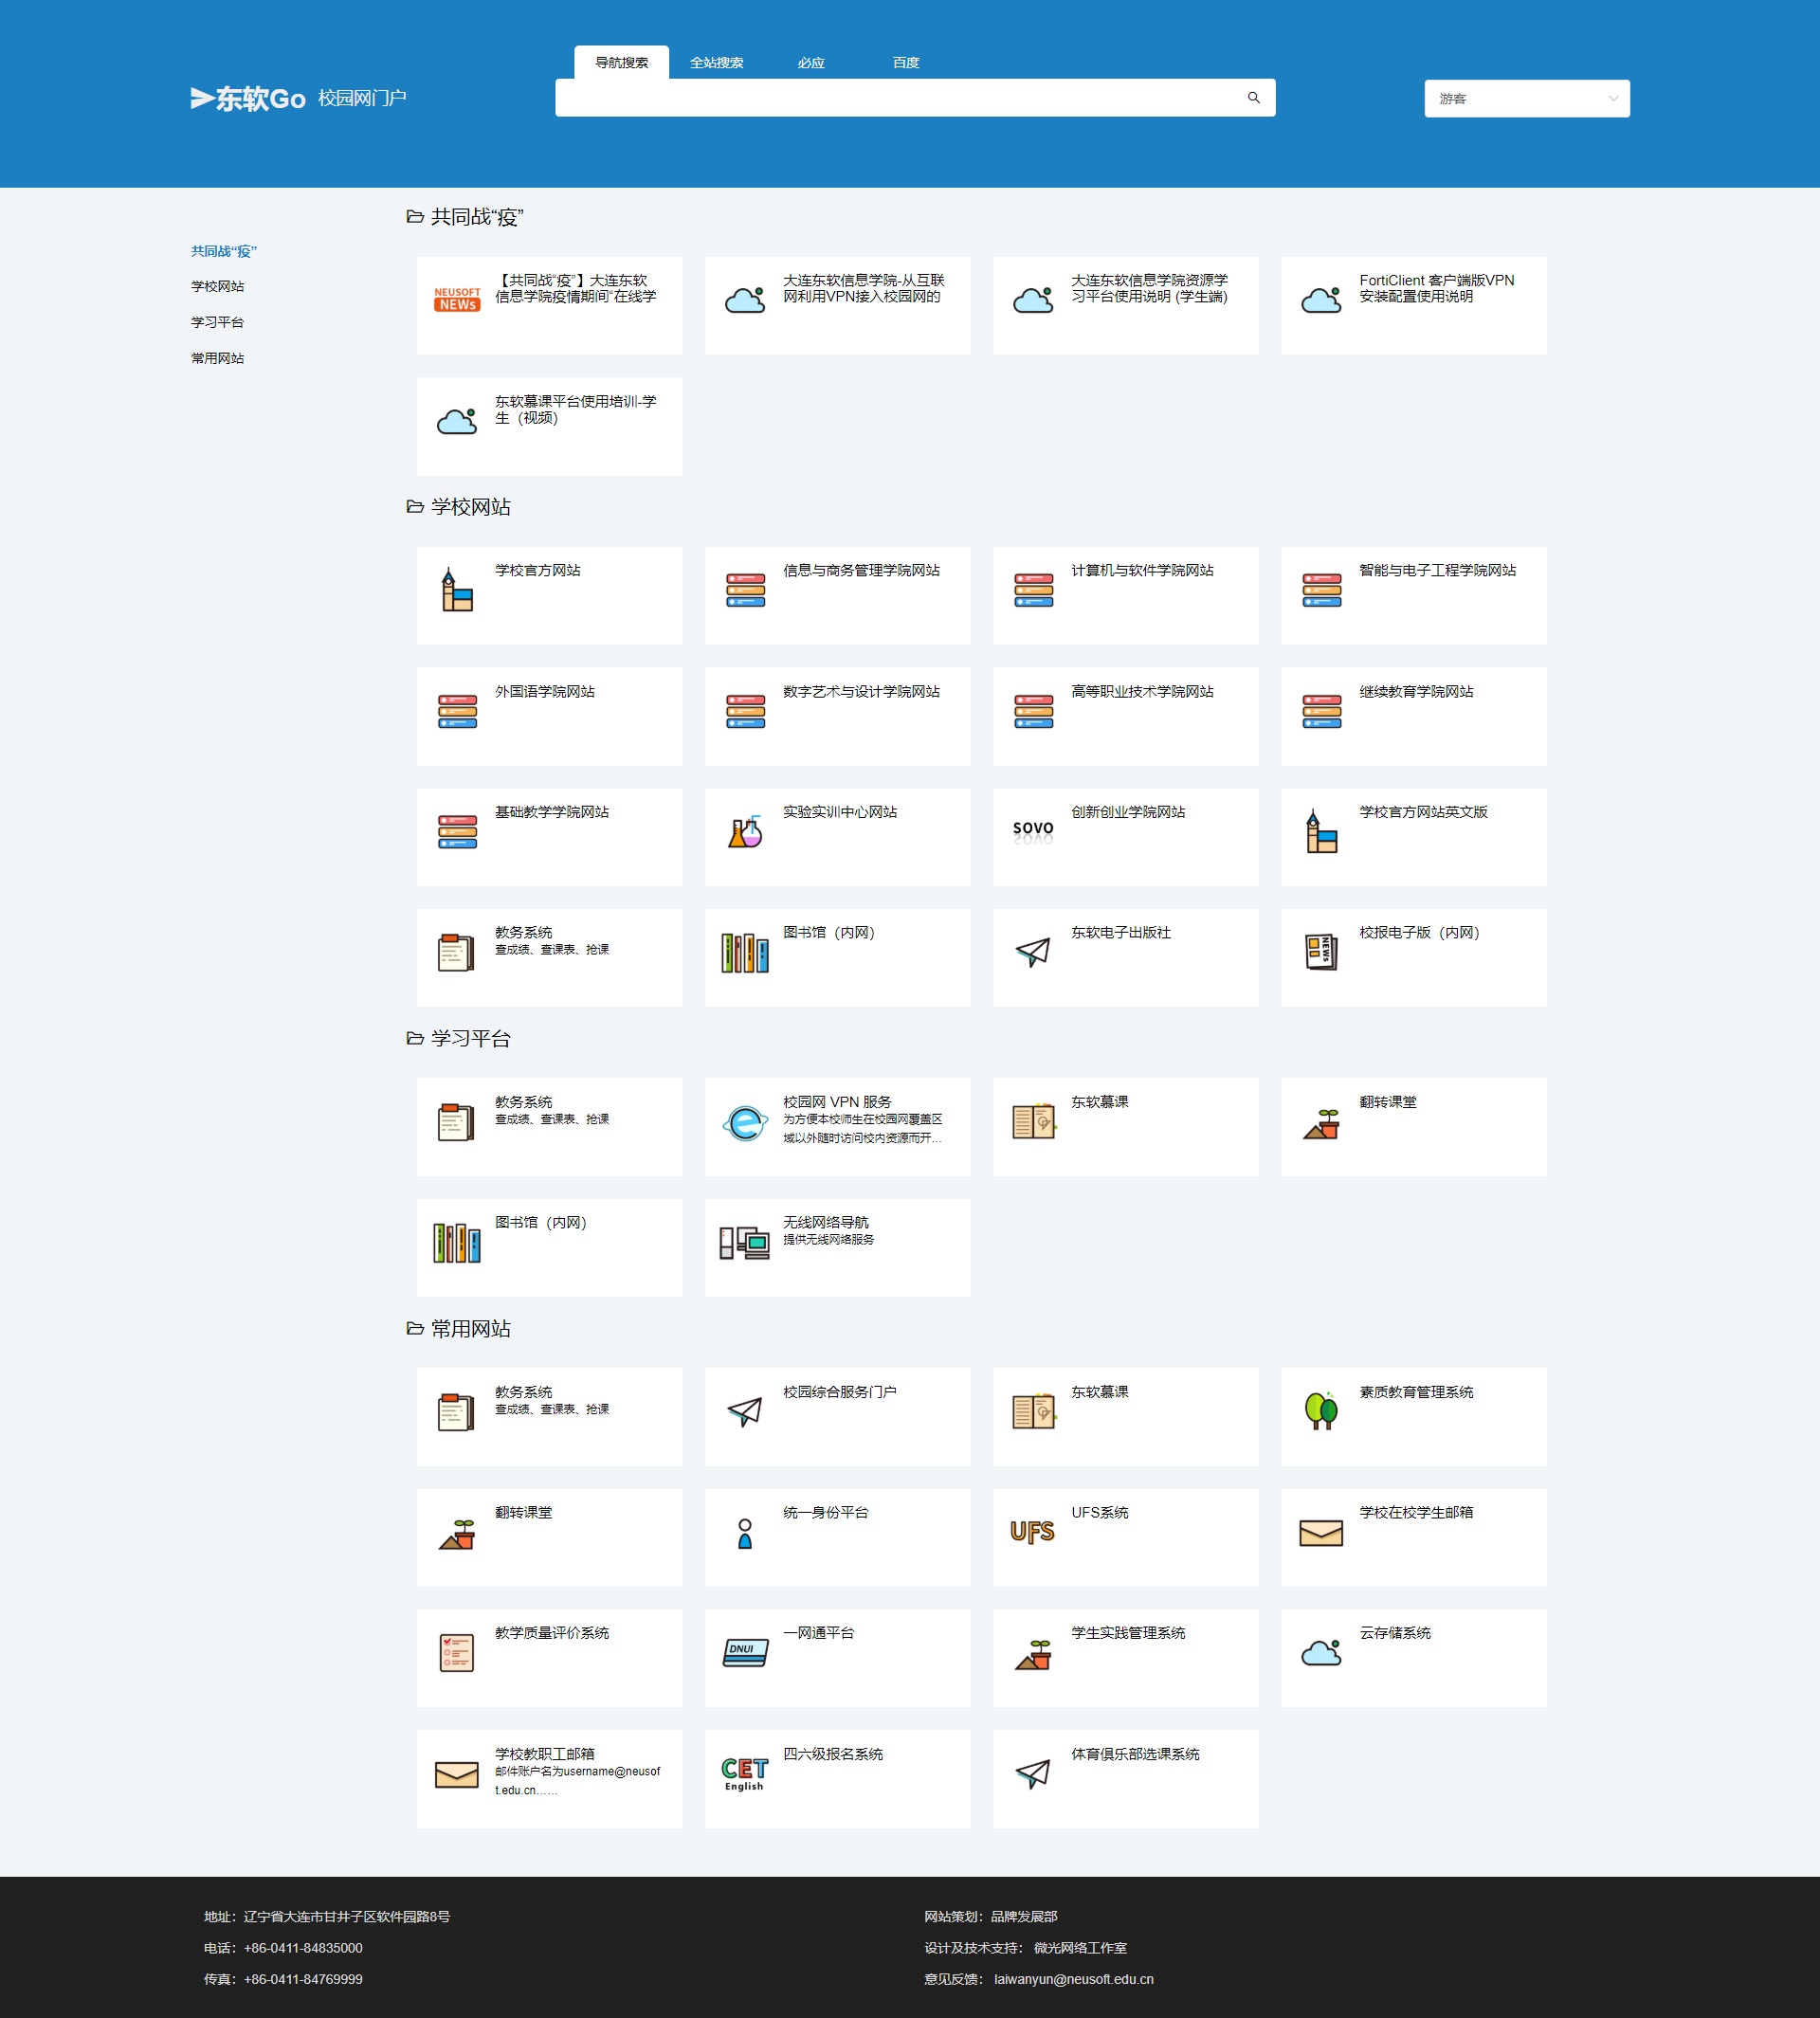 导航搜索
全站搜索
必应
百度
东软Go 校园网门户
游客
共同战“疫”
学校网站
学习平台
常用网站
共同战“疫”
NEUSOFT
NEWs
【共同战“疫”】大连东软
信息学院疫情期间“在线学
大连东软信息学院-从互联
网利用VPN接入校园网的
大连东软信息学院资源学
习平台使用说明 (学生端)
FortiClient 客户端版VPN
安装配置使用说明
东软慕课平台使用培训-学
生（视频）
学校网站
学校官方网站
信息与商务管理学院网站
计算机与软件学院网站
智能与电子工程学院网站
外国语学院网站
数字艺术与设计学院网站
高等职业技术学院网站
继续教育学院网站
基础教学学院网站
实验实训中心网站
SOVO
创新创业学院网站
学校官方网站英文版
教务系统
查成绩、查课表、抢课
图书馆（内网）
东软电子出版社
NEWs
校报电子版（内网）
学习平台
教务系统
查成绩、查课表、抢课
校园网 VPN 服务
为方便本校师生在校园网覆盖区
域以外随时访问校内资源而开...
东软慕课
翻转课堂
图书馆（内网）
无线网络导航
提供无线网络服务
常用网站
教务系统
查成绩、查课表、抢课
校园综合服务门户
东软慕课
素质教育管理系统
翻转课堂
统一身份平台
UFS
UFS系统
学校在校学生邮箱
教学质量评价系统
DNUI
一网通平台
学生实践管理系统
云存储系统
学校教职工邮箱
邮件账户名为username@neusof
t.edu.cn……
CET
English
四六级报名系统
体育俱乐部选课系统
地址：辽宁省大连市甘井子区软件园路8号
电话：+86-0411-84835000
传真：+86-0411-84769999
网站策划：品牌发展部
设计及技术支持： 微光网络工作室
意见反馈： laiwanyun@neusoft.edu.cn